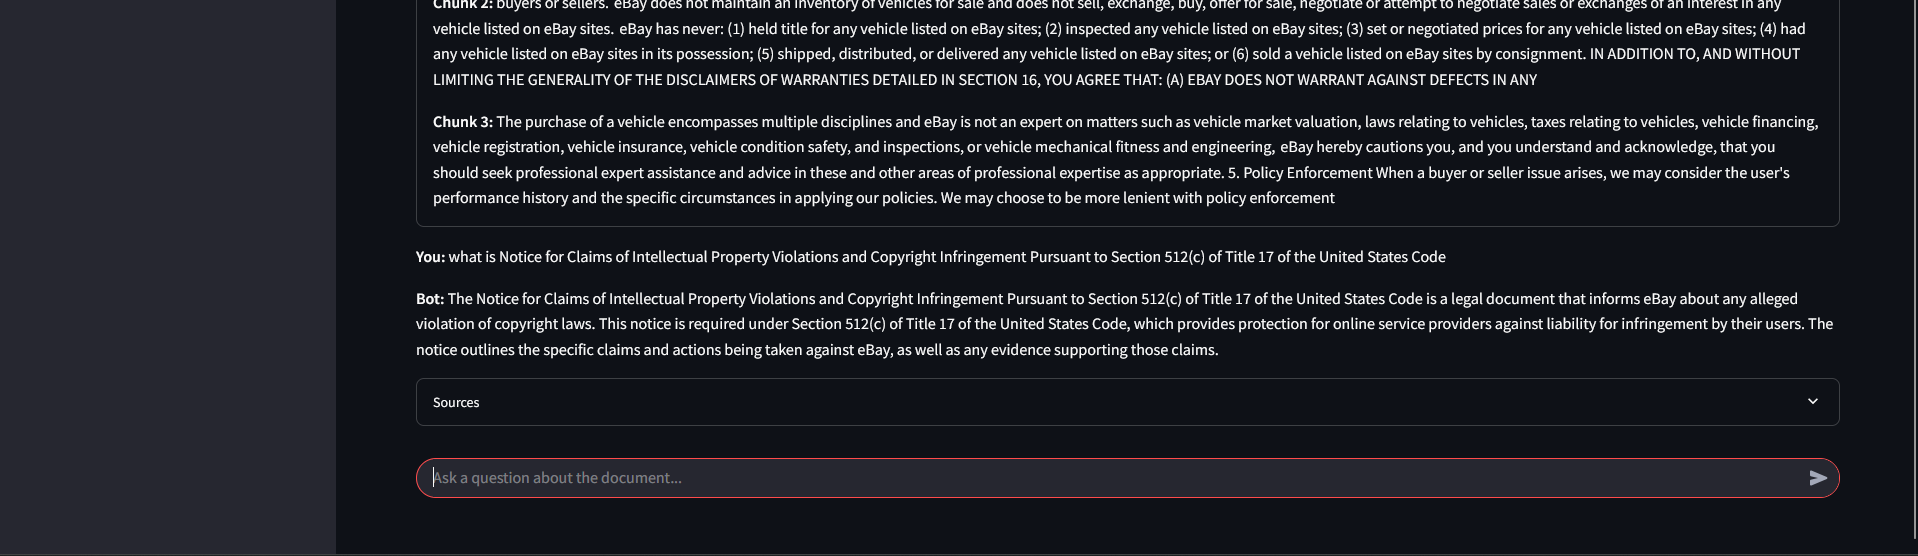 Chunk 2: buyers or sellers. eBay does not maintain an inventory of vehicles for sale and does not sell, exchange, buy, offer for sale, negotiate or attempt to negotiate sales or exchanges of an interest in any
vehicle listed on eBay sites. eBay has never: (1) held title for any vehicle listed on eBay sites; (2) inspected any vehicle listed on eBay sites; (3) set or negotiated prices for any vehicle listed on eBay sites; (4) had
any vehicle listed on eBay sites in its possession; (5) shipped, distributed, or delivered any vehicle listed on eBay sites; or (6) sold a vehicle listed on eBay sites by consignment. IN ADDITION TO, AND WITHOUT
LIMITING THE GENERALITY OF THE DISCLAIMERS OF WARRANTIES DETAILED IN SECTION 16, YOU AGREE THAT: (A) EBAY DOES NOT WARRANT AGAINST DEFECTS IN ANY
Chunk 3: The purchase of a vehicle encompasses multiple disciplines and eBay is not an expert on matters such as vehicle market valuation, laws relating to vehicles, taxes relating to vehicles, vehicle financing,
vehicle registration, vehicle insurance, vehicle condition safety, and inspections, or vehicle mechanical fitness and engineering, eBay hereby cautions you, and you understand and acknowledge, that you
should seek professional expert assistance and advice in these and other areas of professional expertise as appropriate. 5. Policy Enforcement When a buyer or seller issue arises, we may consider the user's
performance history and the specific circumstances in applying our policies. We may choose to be more lenient with policy enforcement
You: what is Notice for Claims of Intellectual Property Violations and Copyright Infringement Pursuant to Section 512(c) of Title 17 of the United States Code
Bot: The Notice for Claims of Intellectual Property Violations and Copyright Infringement Pursuant to Section 512(c) of Title 17 of the United States Code is a legal document that informs eBay about any alleged
violation of copyright laws. This notice is required under Section 512(c) of Title 17 of the United States Code, which provides protection for online service providers against liability for infringement by their users. The
notice outlines the specific claims and actions being taken against eBay, as well as any evidence supporting those claims.
Sources
Ask a question about the document...